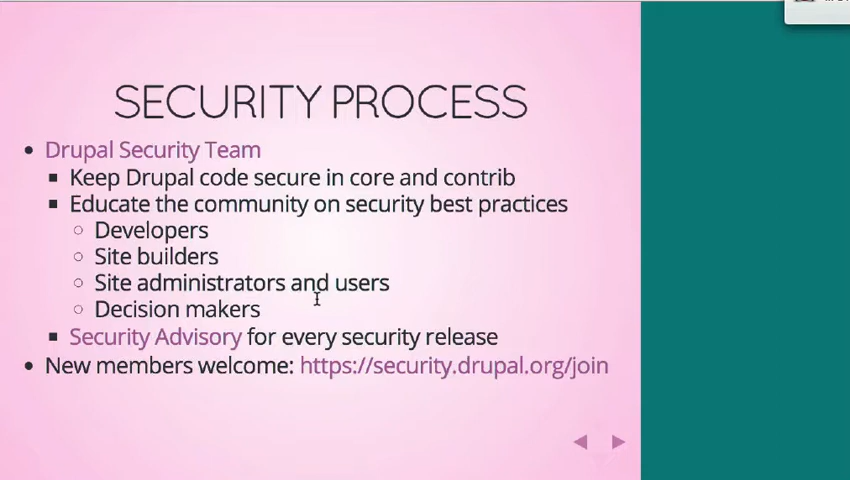 SECURITY PROCESS
Drupal Security Team
Keep Drupal code secure in core and contrib
Educate the community on security best practices
Developers
Site builders
Site administrators and users
Decision makers
Security Advisory for every security release
New members welcome: https://security.drupal.org/join